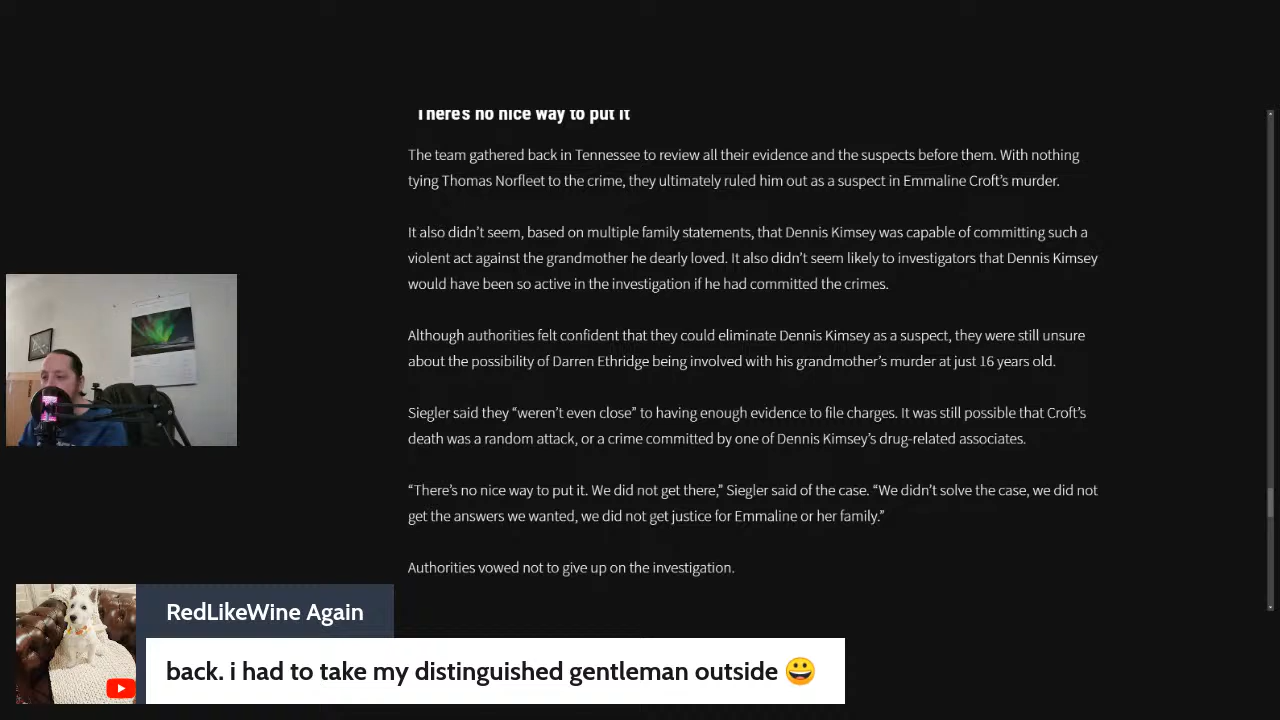 There's no nice way to put it
The team gathered back in Tennessee to review all their evidence and the suspects before them. With nothing
tying Thomas Norfleet to the crime, they ultimately ruled him out as a suspect in Emmaline Croft’s murder.
It also didn’t seem, based on multiple family statements, that Dennis Kimsey was capable of committing such a
violent act against the grandmother he dearly loved. It also didn’t seem likely to investigators that Dennis Kimsey
would have been so active in the investigation if he had committed the crimes.
Although authorities felt confident that they could eliminate Dennis Kimsey as a suspect, they were still unsure
about the possibility of Darren Ethridge being involved with his grandmother’s murder at just 16 years old.
Siegler said they “weren’t even close” to having enough evidence to file charges. It was still possible that Croft’s
death was a random attack, or a crime committed by one of Dennis Kimsey’s drug-related associates.
“There’s no nice way to put it. We did not get there,” Siegler said of the case. “We didn’t solve the case, we did not
get the answers we wanted, we did not get justice for Emmaline or her family.”
Authorities vowed not to give up on the investigation.
RedLikeWine Again
back. i had to take my distinguished gentleman outside 😀